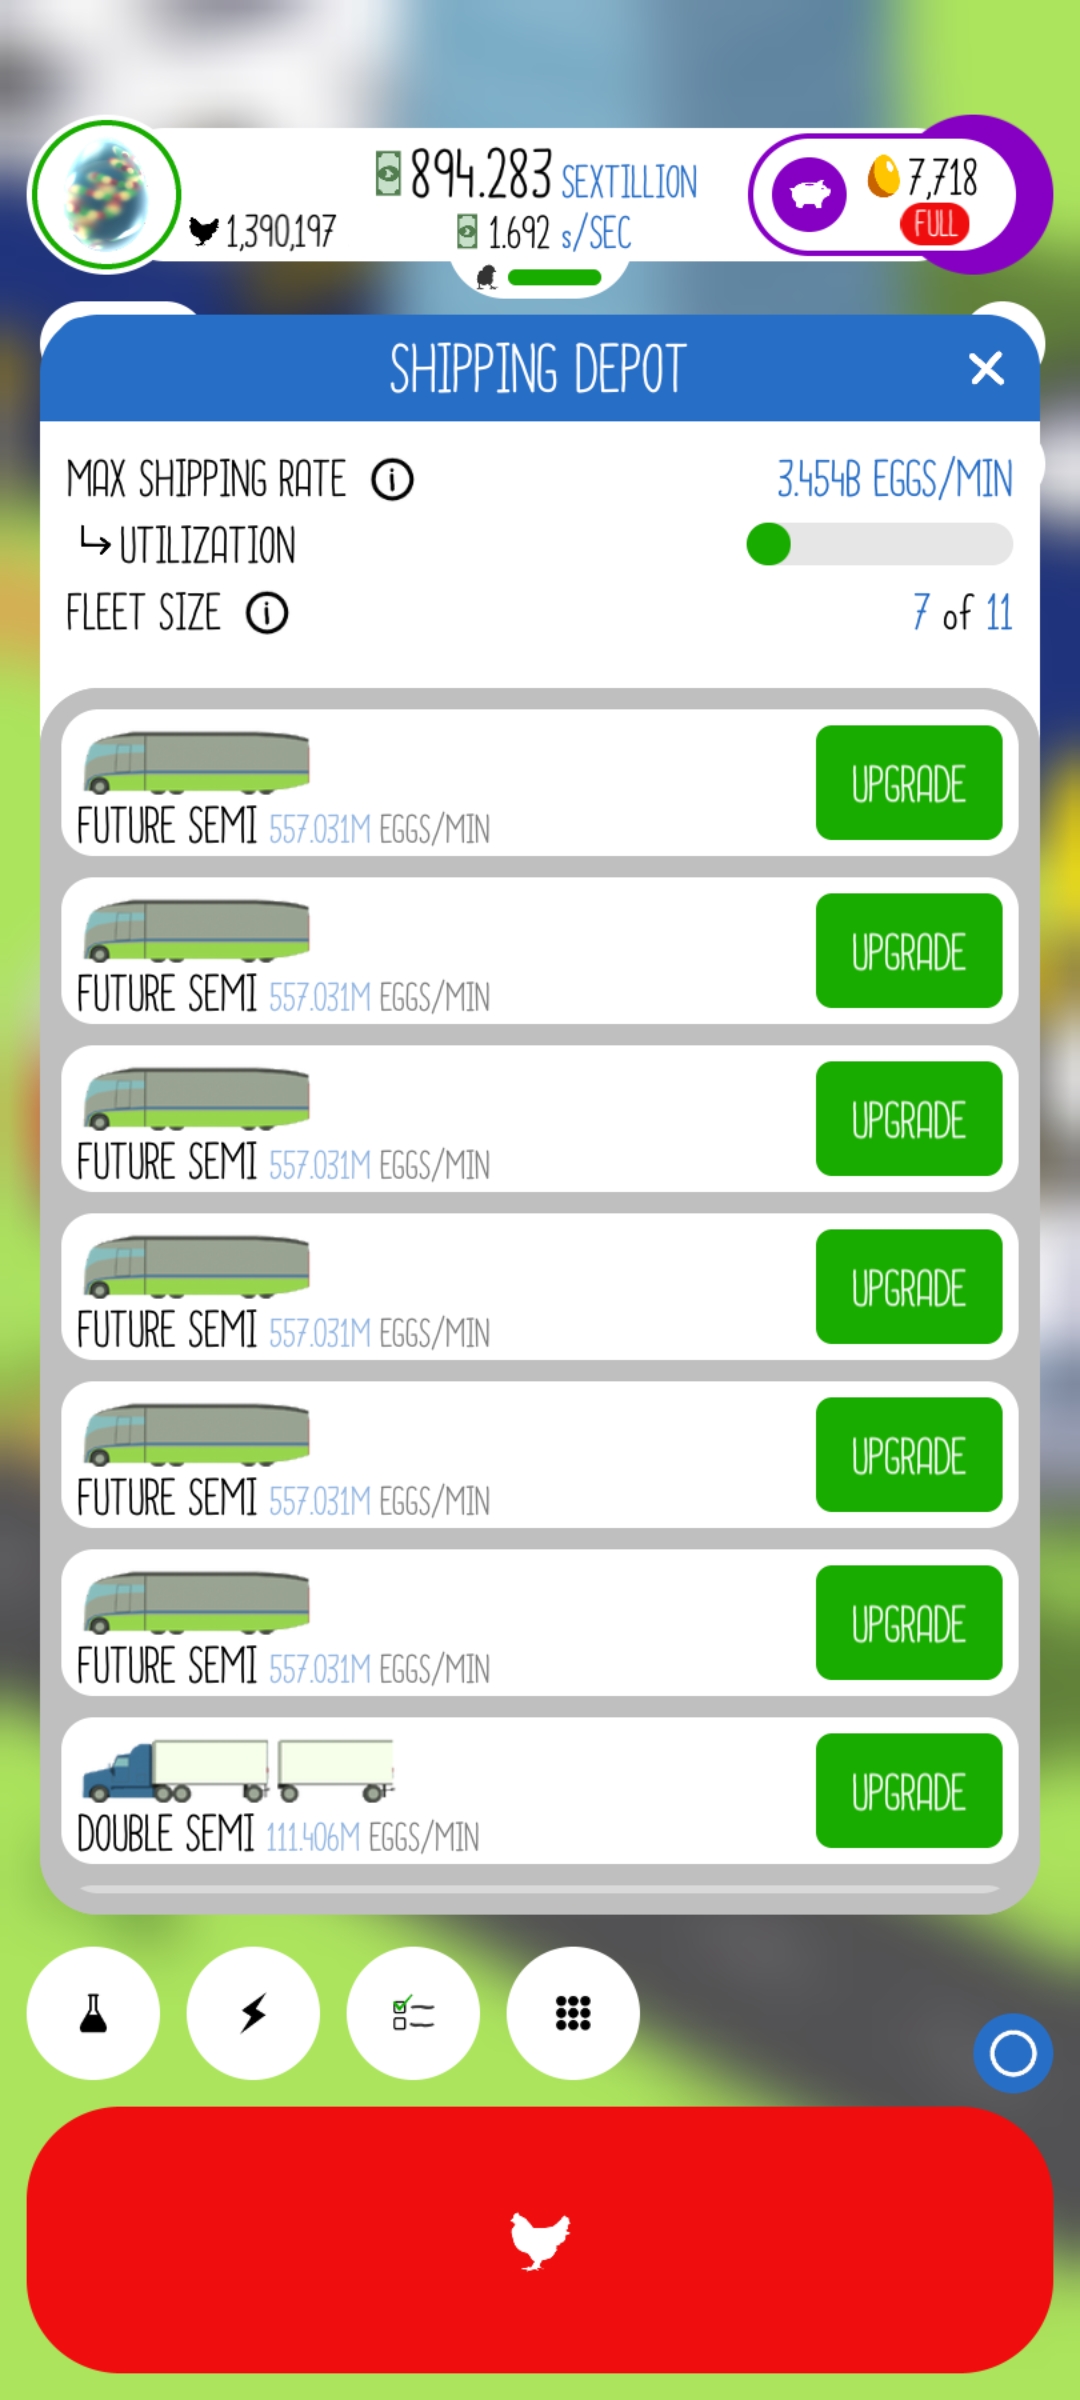 894.283 SEXTILLION
7,718
1,390,197
1.692 s/SEC
FULL
SHIPPING DEPOT
MAX SHIPPING RATE
3.454B EGGS/MIN
UTILIZATION
FLEET SIZE
7 of 11
UPGRADE
FUTURE SEMI 557.031M EGGS/MIN
UPGRADE
FUTURE SEMI 557.031M EGGS/MIN
UPGRADE
FUTURE SEMI 557.031M EGGS/MIN
UPGRADE
FUTURE SEMI 557.031M EGGS/MIN
UPGRADE
FUTURE SEMI 557.031M EGGS/MIN
UPGRADE
FUTURE SEMI 557.031M EGGS/MIN
UPGRADE
DOUBLE SEMI 111.406M EGGS/MIN